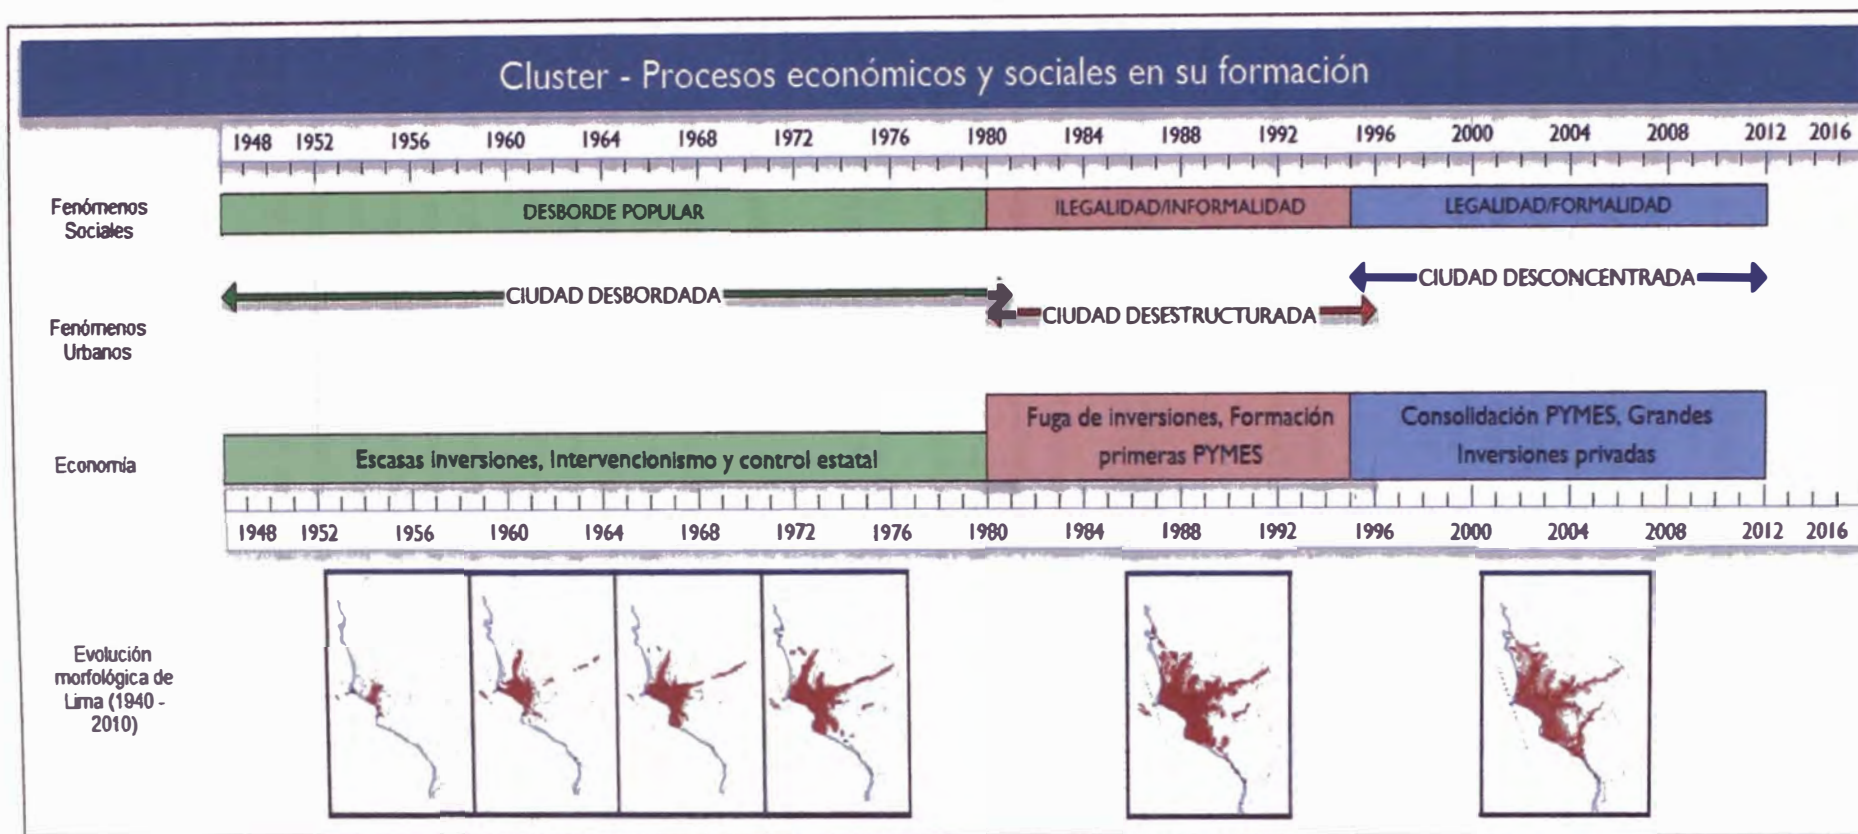 Cluster - Procesos económicos y sociales en su formación
1948 1952 1956 1960 1964 1968 1972 1976 1980 1984 1988 1992 1996 2000 2004 2008 2012 2016
Fenómenos
Sociales
DESBORDE POPULAR
ILEGALIDAD/INFORMALIDAD
LEGALIDAD/FORMALIDAD
Fenómenos
Urbanos
CIUDAD DESBORDADA
CIUDAD DESESTRUCTURADA
CIUDAD DESCONCENTRADA
Economía
Escasas inversiones, Intervencionismo y control estatal
Fuga de inversiones, Formación
primeras PYMES
Consolidación PYMES, Grandes
Inversiones privadas
1948 1952 1956 1960 1964 1968 1972 1976 1980 1984 1988 1992 1996 2000 2004 2008 2012 2016
Evolución
morfológica de
Lima (1940 -
2010)